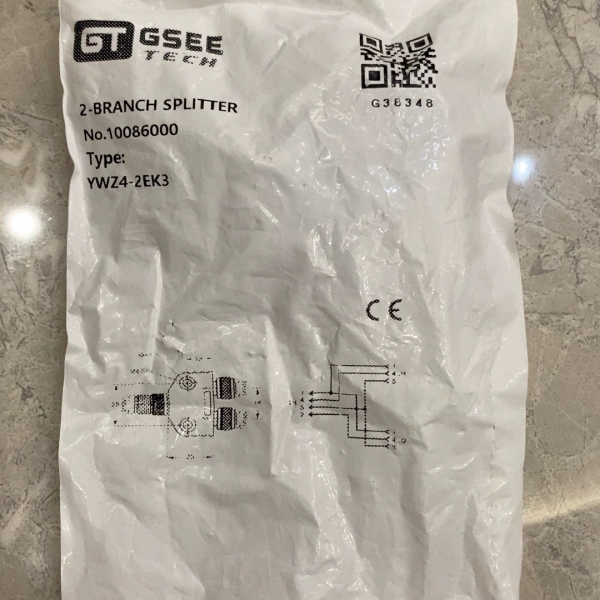 GT GSEE
TECH
G38348
2-BRANCH SPLITTER
No.10086000
Type:
YWZ4-2EK3
CE